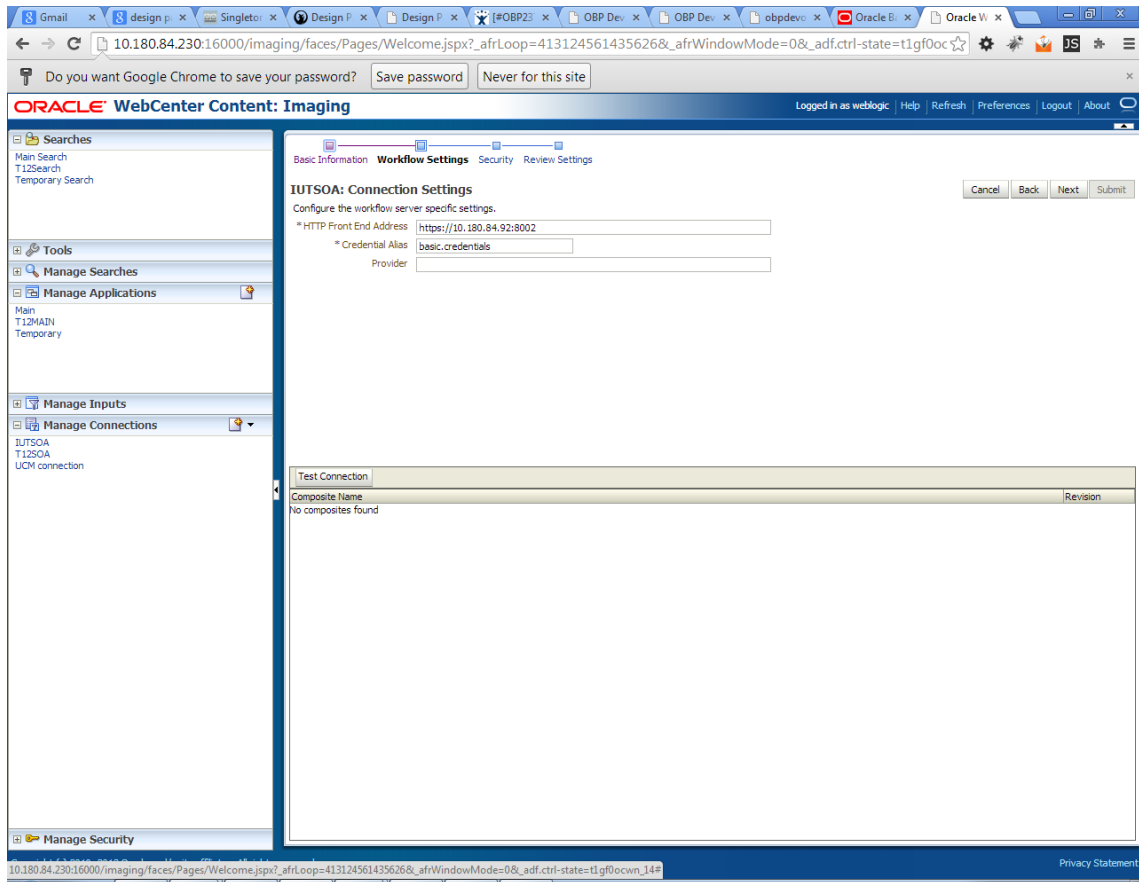 Gmail
design p
Singletor
Design P
Design P
[#OBP23
OBP Dev
OBP Dev
obpdevo
Oracle B
Oracle W
10.180.84.230:16000/imaging/faces/Pages/Welcome.jspx?_afrLoop=413124561435626&_afrWindowMode=0&_adf.ctrl-state=t1gf0oc
JS
Do you want Google Chrome to save your password? Save password Never for this site
ORACLE WebCenter Content: Imaging
Logged in as weblogic Help Refresh Preferences Logout About
Searches
Main Search
T12Search
Temporary Search
Tools
Manage Searches
Manage Applications
Main
T12MAIN
Temporary
Manage Inputs
Manage Connections
IUTSOA
T12SOA
UCM connection
Manage Security
Basic Information Workflow Settings Security Review Settings
IUTSOA: Connection Settings
Cancel Back Next Submit
Configure the workflow server specific settings.
* HTTP Front End Address https://10.180.84.92:8002
* Credential Alias basic.credentials
Provider
Test Connection
Composite Name Revision
No composites found
Privacy Statement
10.180.84.230:16000/imaging/faces/Pages/Welcome.jspx?_afrLoop=413124561435626&_afrWindowMode=0&_adf.ctrl-state=t1gf0ocwn_14#